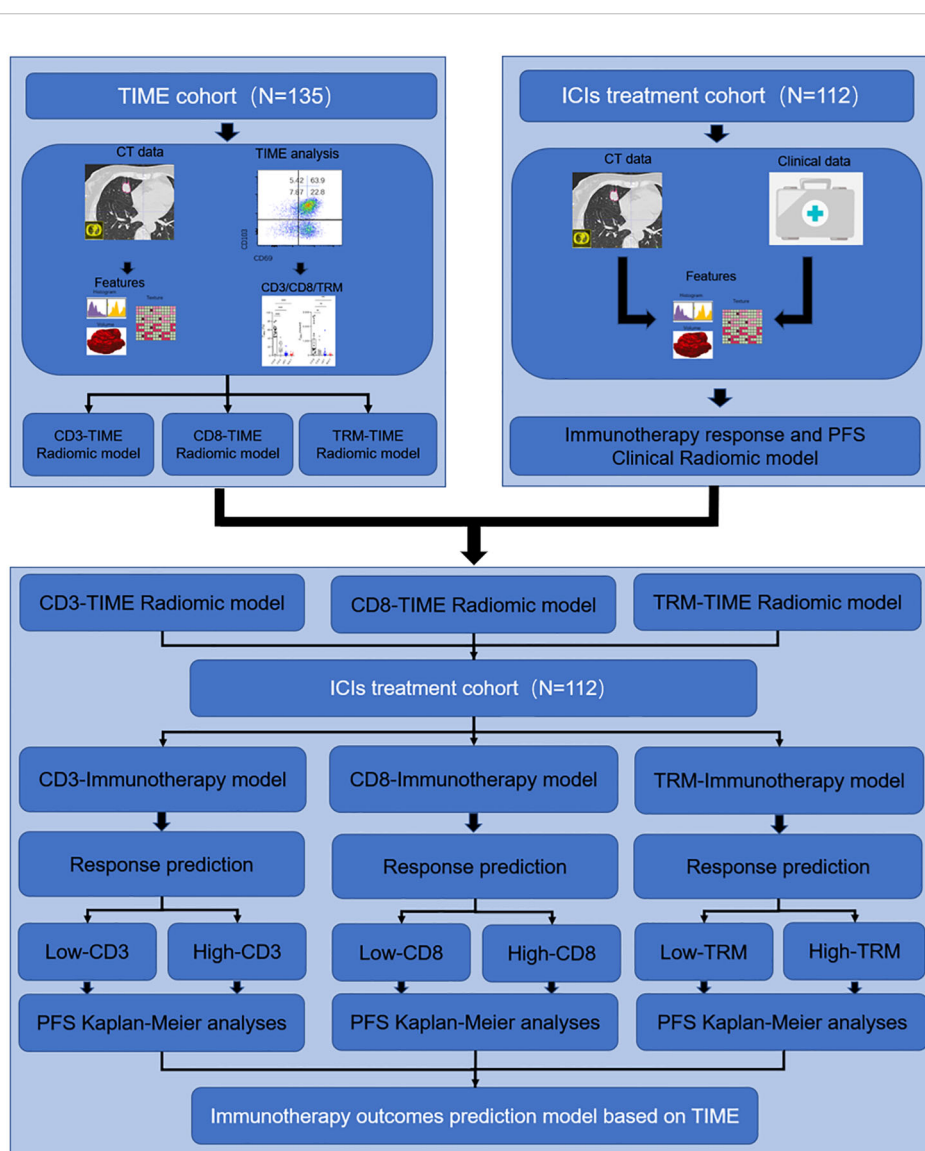 TIME cohort (N=135)
CT data
TIME analysis
5.42 63.9
7.87 22.8
CD103
CD69
Features
Histogram
Texture
Volume
CD3/CD8/TRM
CD3-TIME
Radiomic model
CD8-TIME
Radiomic model
TRM-TIME
Radiomic model
ICIs treatment cohort (N=112)
CT data
Clinical data
Features
Histogram
Texture
Volume
Immunotherapy response and PFS
Clinical Radiomic model
CD3-TIME Radiomic model
CD8-TIME Radiomic model
TRM-TIME Radiomic model
ICIs treatment cohort (N=112)
CD3-Immunotherapy model
CD8-Immunotherapy model
TRM-Immunotherapy model
Response prediction
Response prediction
Response prediction
Low-CD3
High-CD3
Low-CD8
High-CD8
Low-TRM
High-TRM
PFS Kaplan-Meier analyses
PFS Kaplan-Meier analyses
PFS Kaplan-Meier analyses
Immunotherapy outcomes prediction model based on TIME